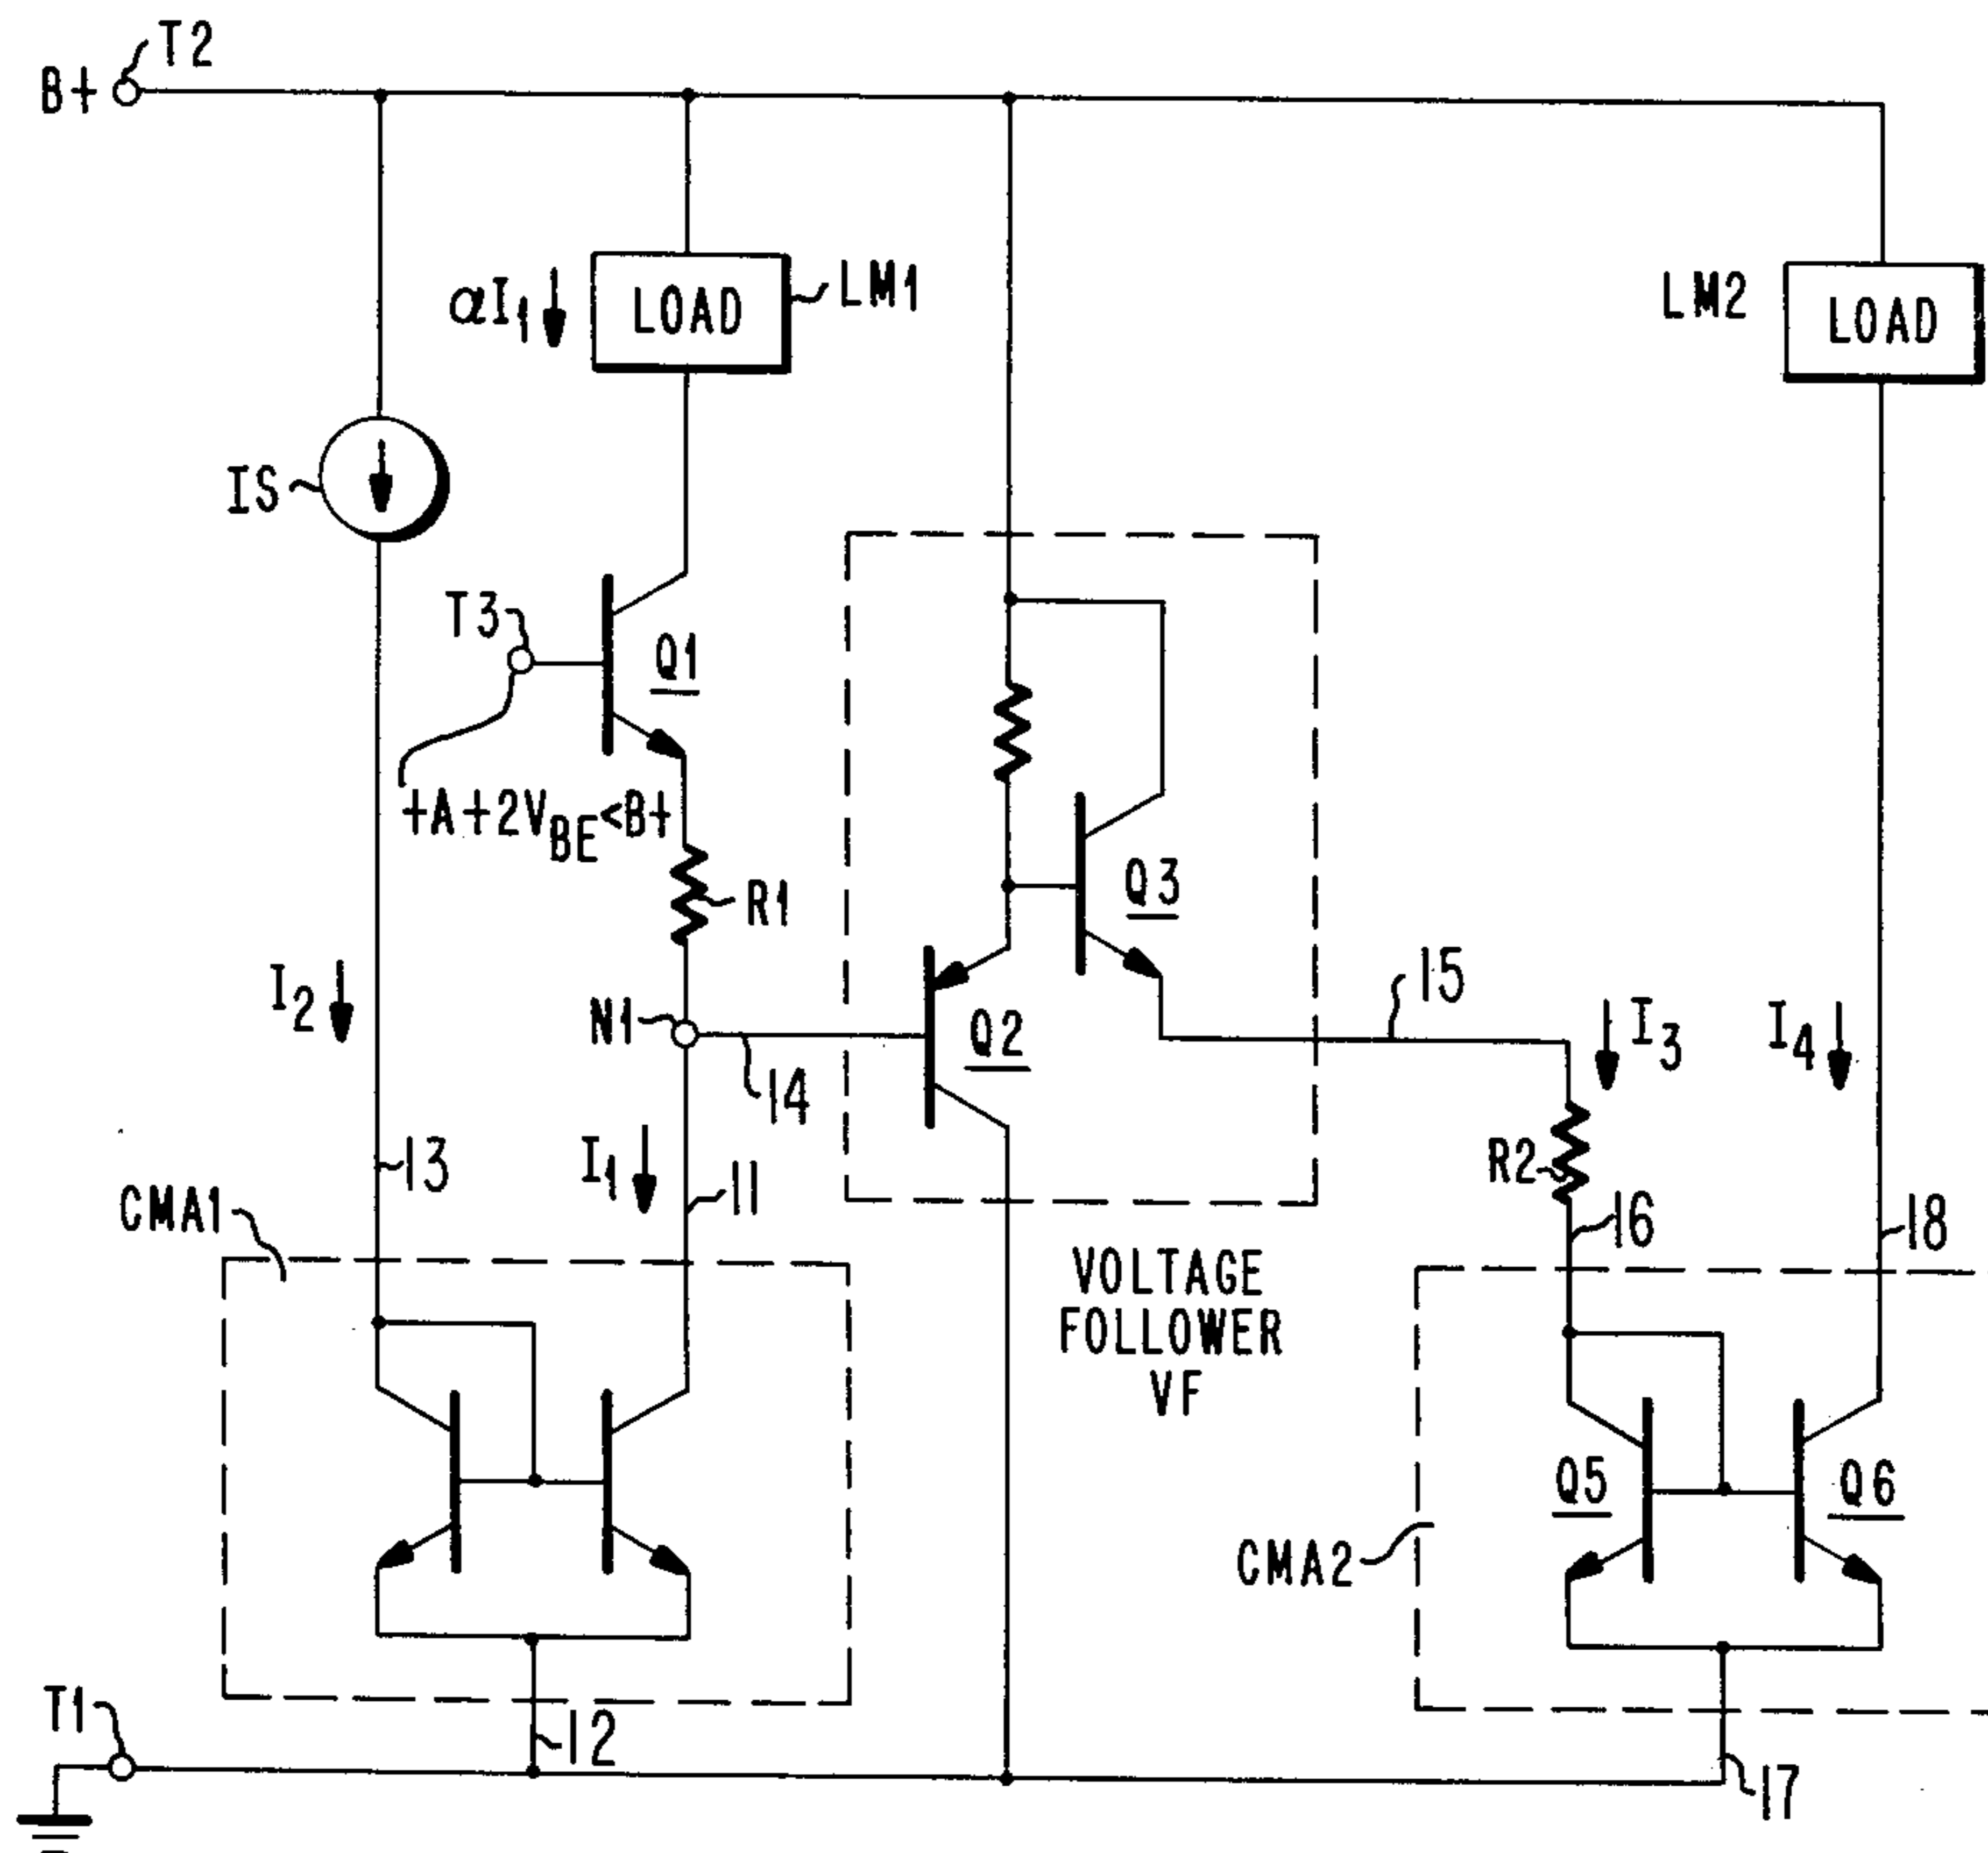 T2
B+
αI1
LOAD
LM1
LM2
LOAD
IS
T3
Q1
+A+2VBE<B+
Q3
R1
I2
N1
Q2
15
I3
I4
14
13
I1
11
R2
CMA1
16
18
VOLTAGE
FOLLOWER
VF
Q5
Q6
CMA2
T1
12
17